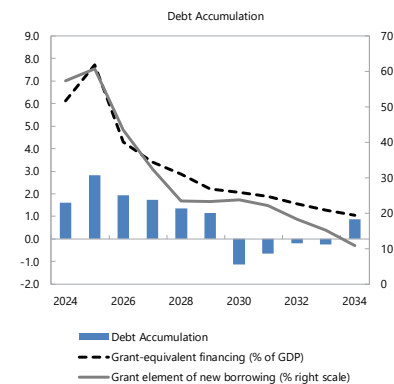 Debt Accumulation
9.0 70
8.0 60
7.0
6.0 50
5.0 40
4.0
3.0 30
2.0 20
1.0
0.0 10
-1.0
-2.0 0
2024 2026 2028 2030 2032 2034
Debt Accumulation
Grant-equivalent financing (% of GDP)
Grant element of new borrowing (% right scale)